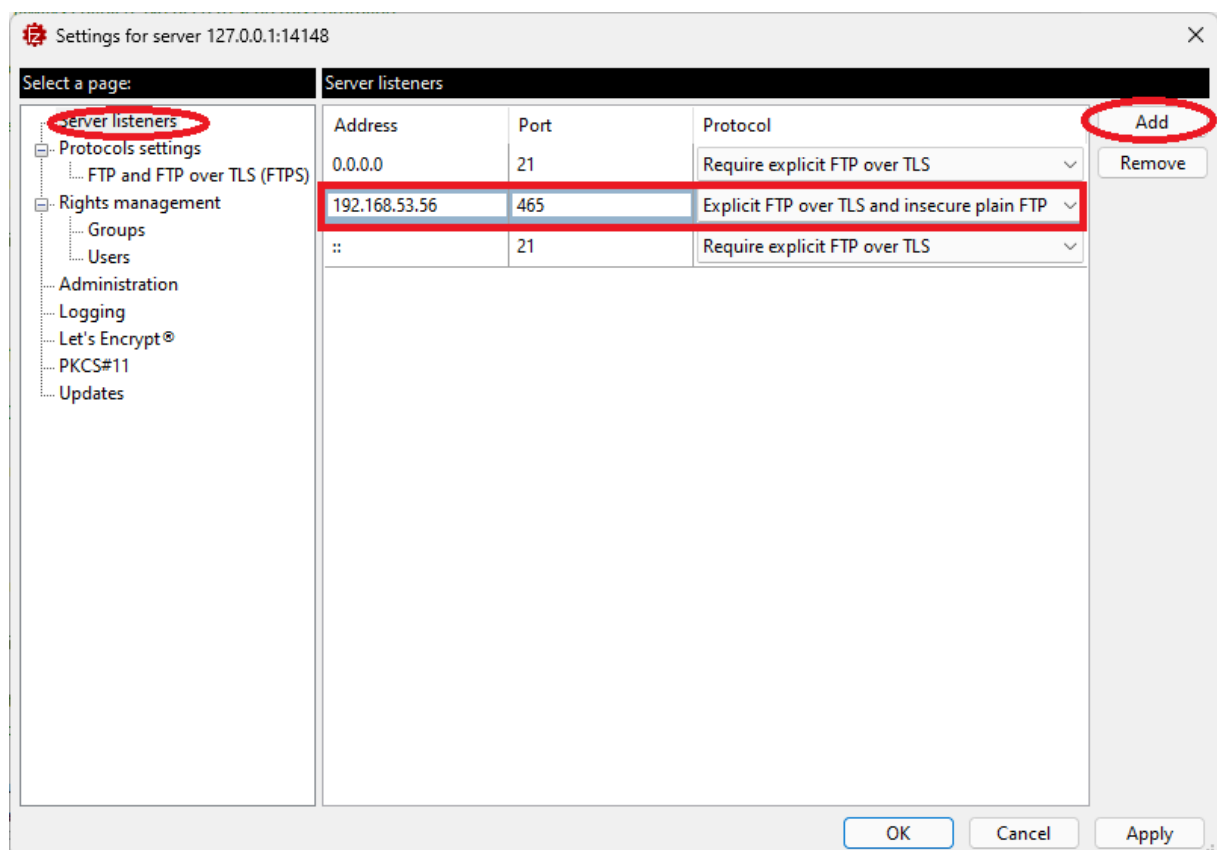 Settings for server 127.0.0.1:14148
Select a page:
Server listeners
Server listeners
Protocols settings
FTP and FTP over TLS (FTPS)
Rights management
Groups
Users
Administration
Logging
Let's Encrypt®
PKCS#11
Updates
Address Port Protocol
0.0.0.0 21 Require explicit FTP over TLS
192.168.53.56 465 Explicit FTP over TLS and insecure plain FTP
:: 21 Require explicit FTP over TLS
Add
Remove
OK Cancel Apply